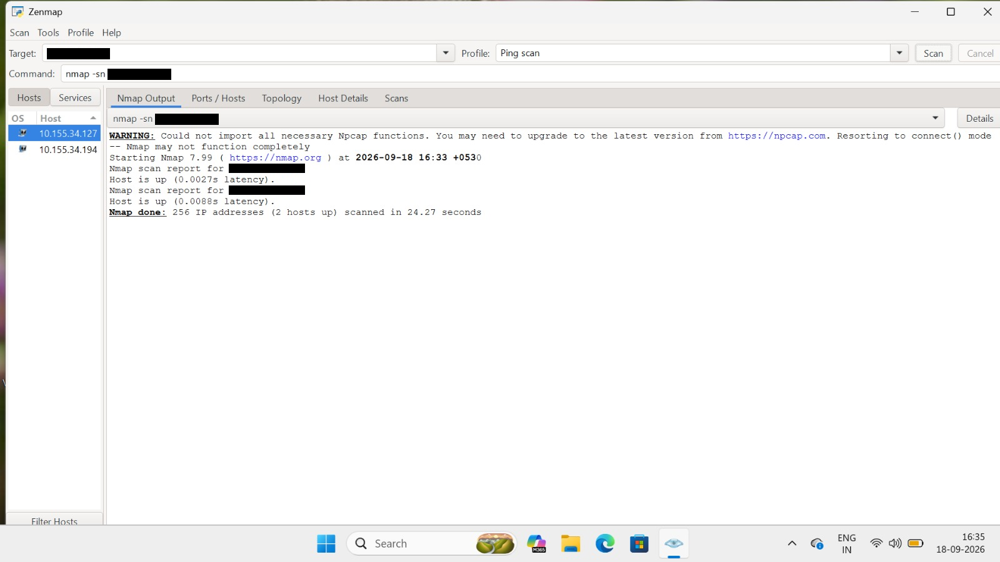 Zenmap
Scan Tools Profile Help
Target: Profile: Ping scan Scan Cancel
Command: nmap -sn
Hosts Services Nmap Output Ports / Hosts Topology Host Details Scans
OS Host nmap -sn Details
10.155.34.127
10.155.34.194
WARNING: Could not import all necessary Npcap functions. You may need to upgrade to the latest version from https://npcap.com. Resorting to connect() mode
-- Nmap may not function completely
Starting Nmap 7.99 ( https://nmap.org ) at 2026-09-18 16:33 +0530
Nmap scan report for
Host is up (0.0027s latency).
Nmap scan report for
Host is up (0.0088s latency).
Nmap done: 256 IP addresses (2 hosts up) scanned in 24.27 seconds
Filter Hosts
Search M365 ENG 16:35
IN 18-09-2026